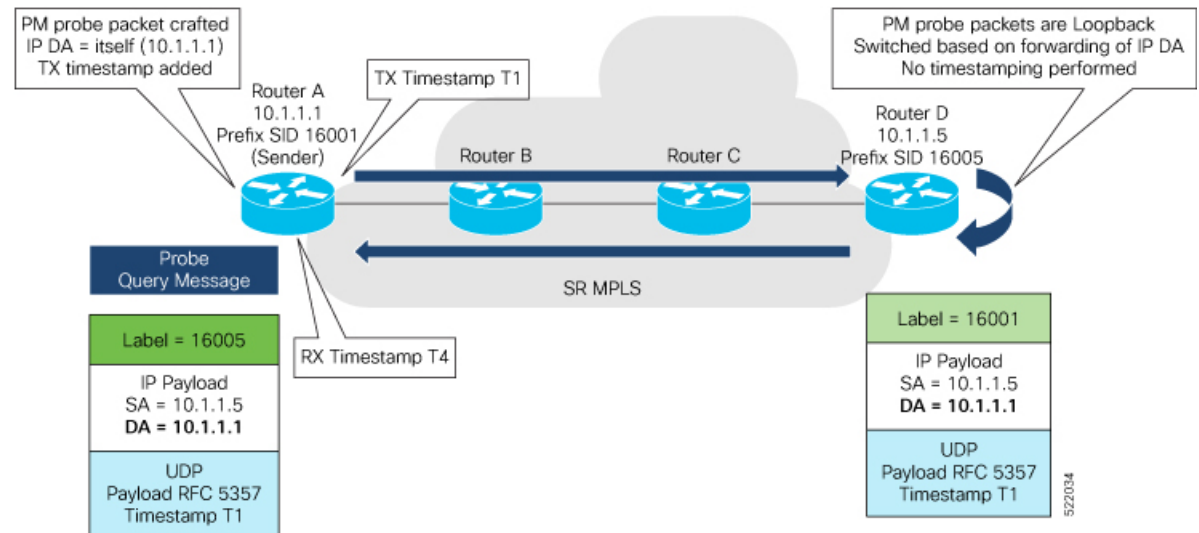 PM probe packet crafted
IP DA = itself (10.1.1.1)
TX timestamp added
TX Timestamp T1
PM probe packets are Loopback
Switched based on forwarding of IP DA
No timestamping performed
Router A
10.1.1.1
Prefix SID 16001
(Sender)
Router B
Router C
Router D
10.1.1.5
Prefix SID 16005
Probe
Query Message
SR MPLS
RX Timestamp T4
Label = 16005
IP Payload
SA = 10.1.1.5
DA = 10.1.1.1
UDP
Payload RFC 5357
Timestamp T1
Label = 16001
IP Payload
SA = 10.1.1.5
DA = 10.1.1.1
UDP
Payload RFC 5357
Timestamp T1
522034